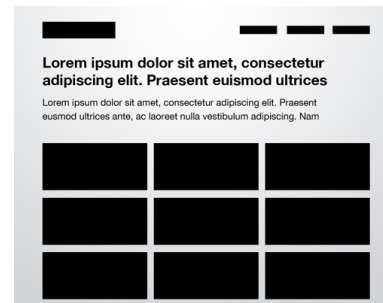 Lorem ipsum dolor sit amet, consectetur
adipiscing elit. Praesent euismod ultrices
Lorem ipsum dolor sit amet, consectetur adipiscing elit. Praesent
eusmod ultrices ante, ac laoreet nulla vestibulum adipiscing. Nam